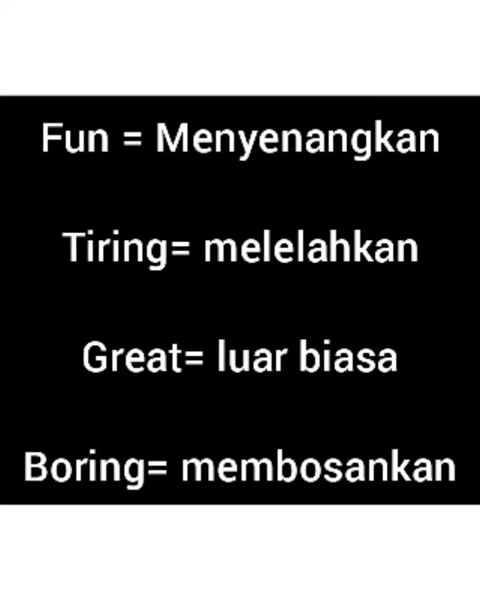 Fun = Menyenangkan
Tiring= melelahkan
Great= luar biasa
Boring= membosankan